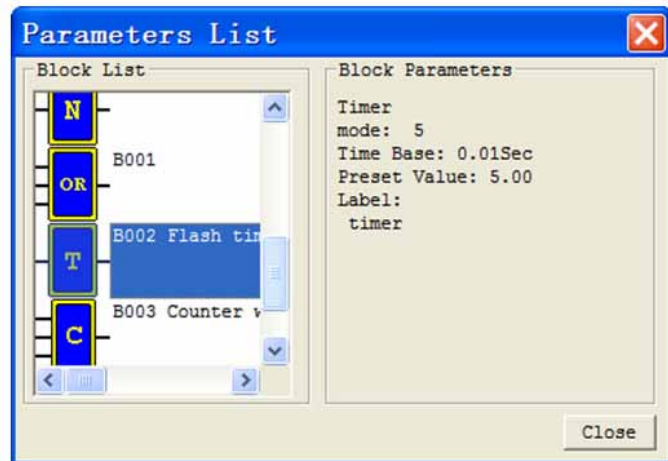 Parameters List
Block List
N
OR
B001
T
B002 Flash tim
C
B003 Counter w
Block Parameters
Timer
mode: 5
Time Base: 0.01Sec
Preset Value: 5.00
Label:
timer
Close